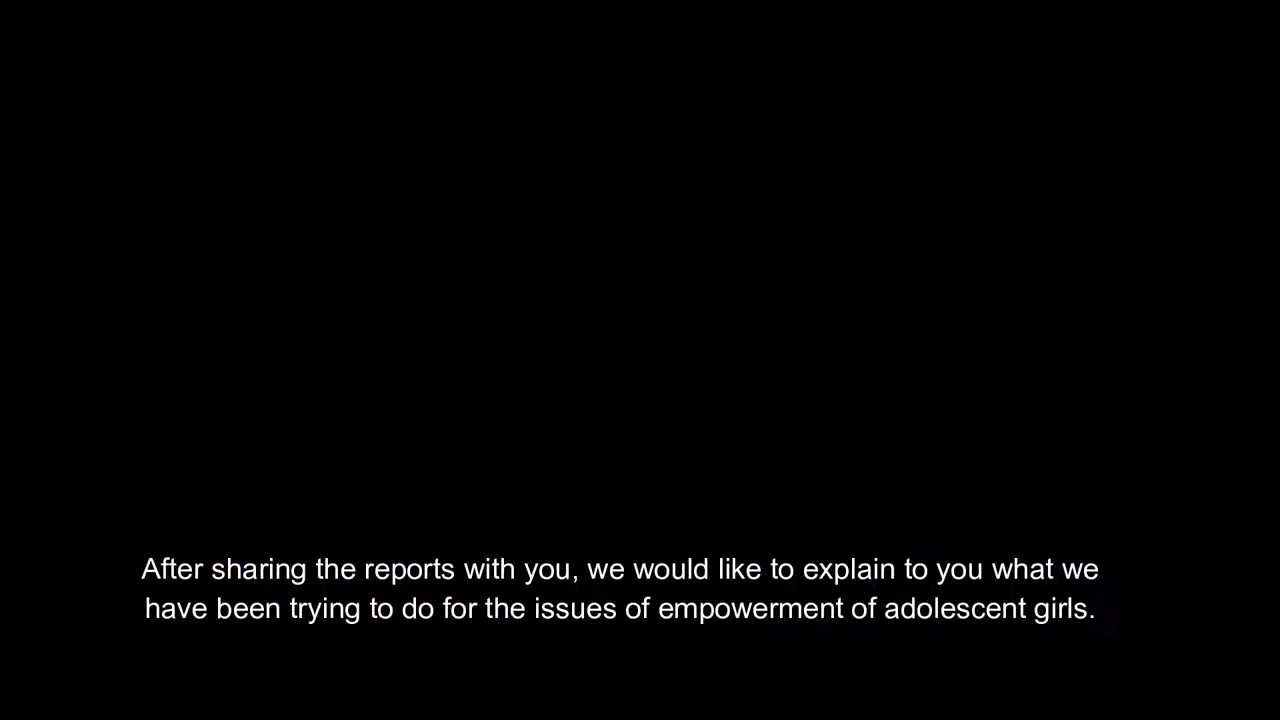 After sharing the reports with you, we would like to explain to you what we
have been trying to do for the issues of empowerment of adolescent girls.